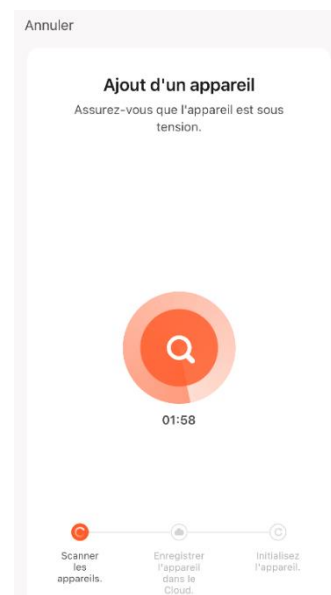 Annuler
Ajout d'un appareil
Assurez-vous que l'appareil est sous
tension.
01:58
Scanner
les
appareils.
Enregistrer
l'appareil
dans le
Cloud.
Initialisez
l'appareil.